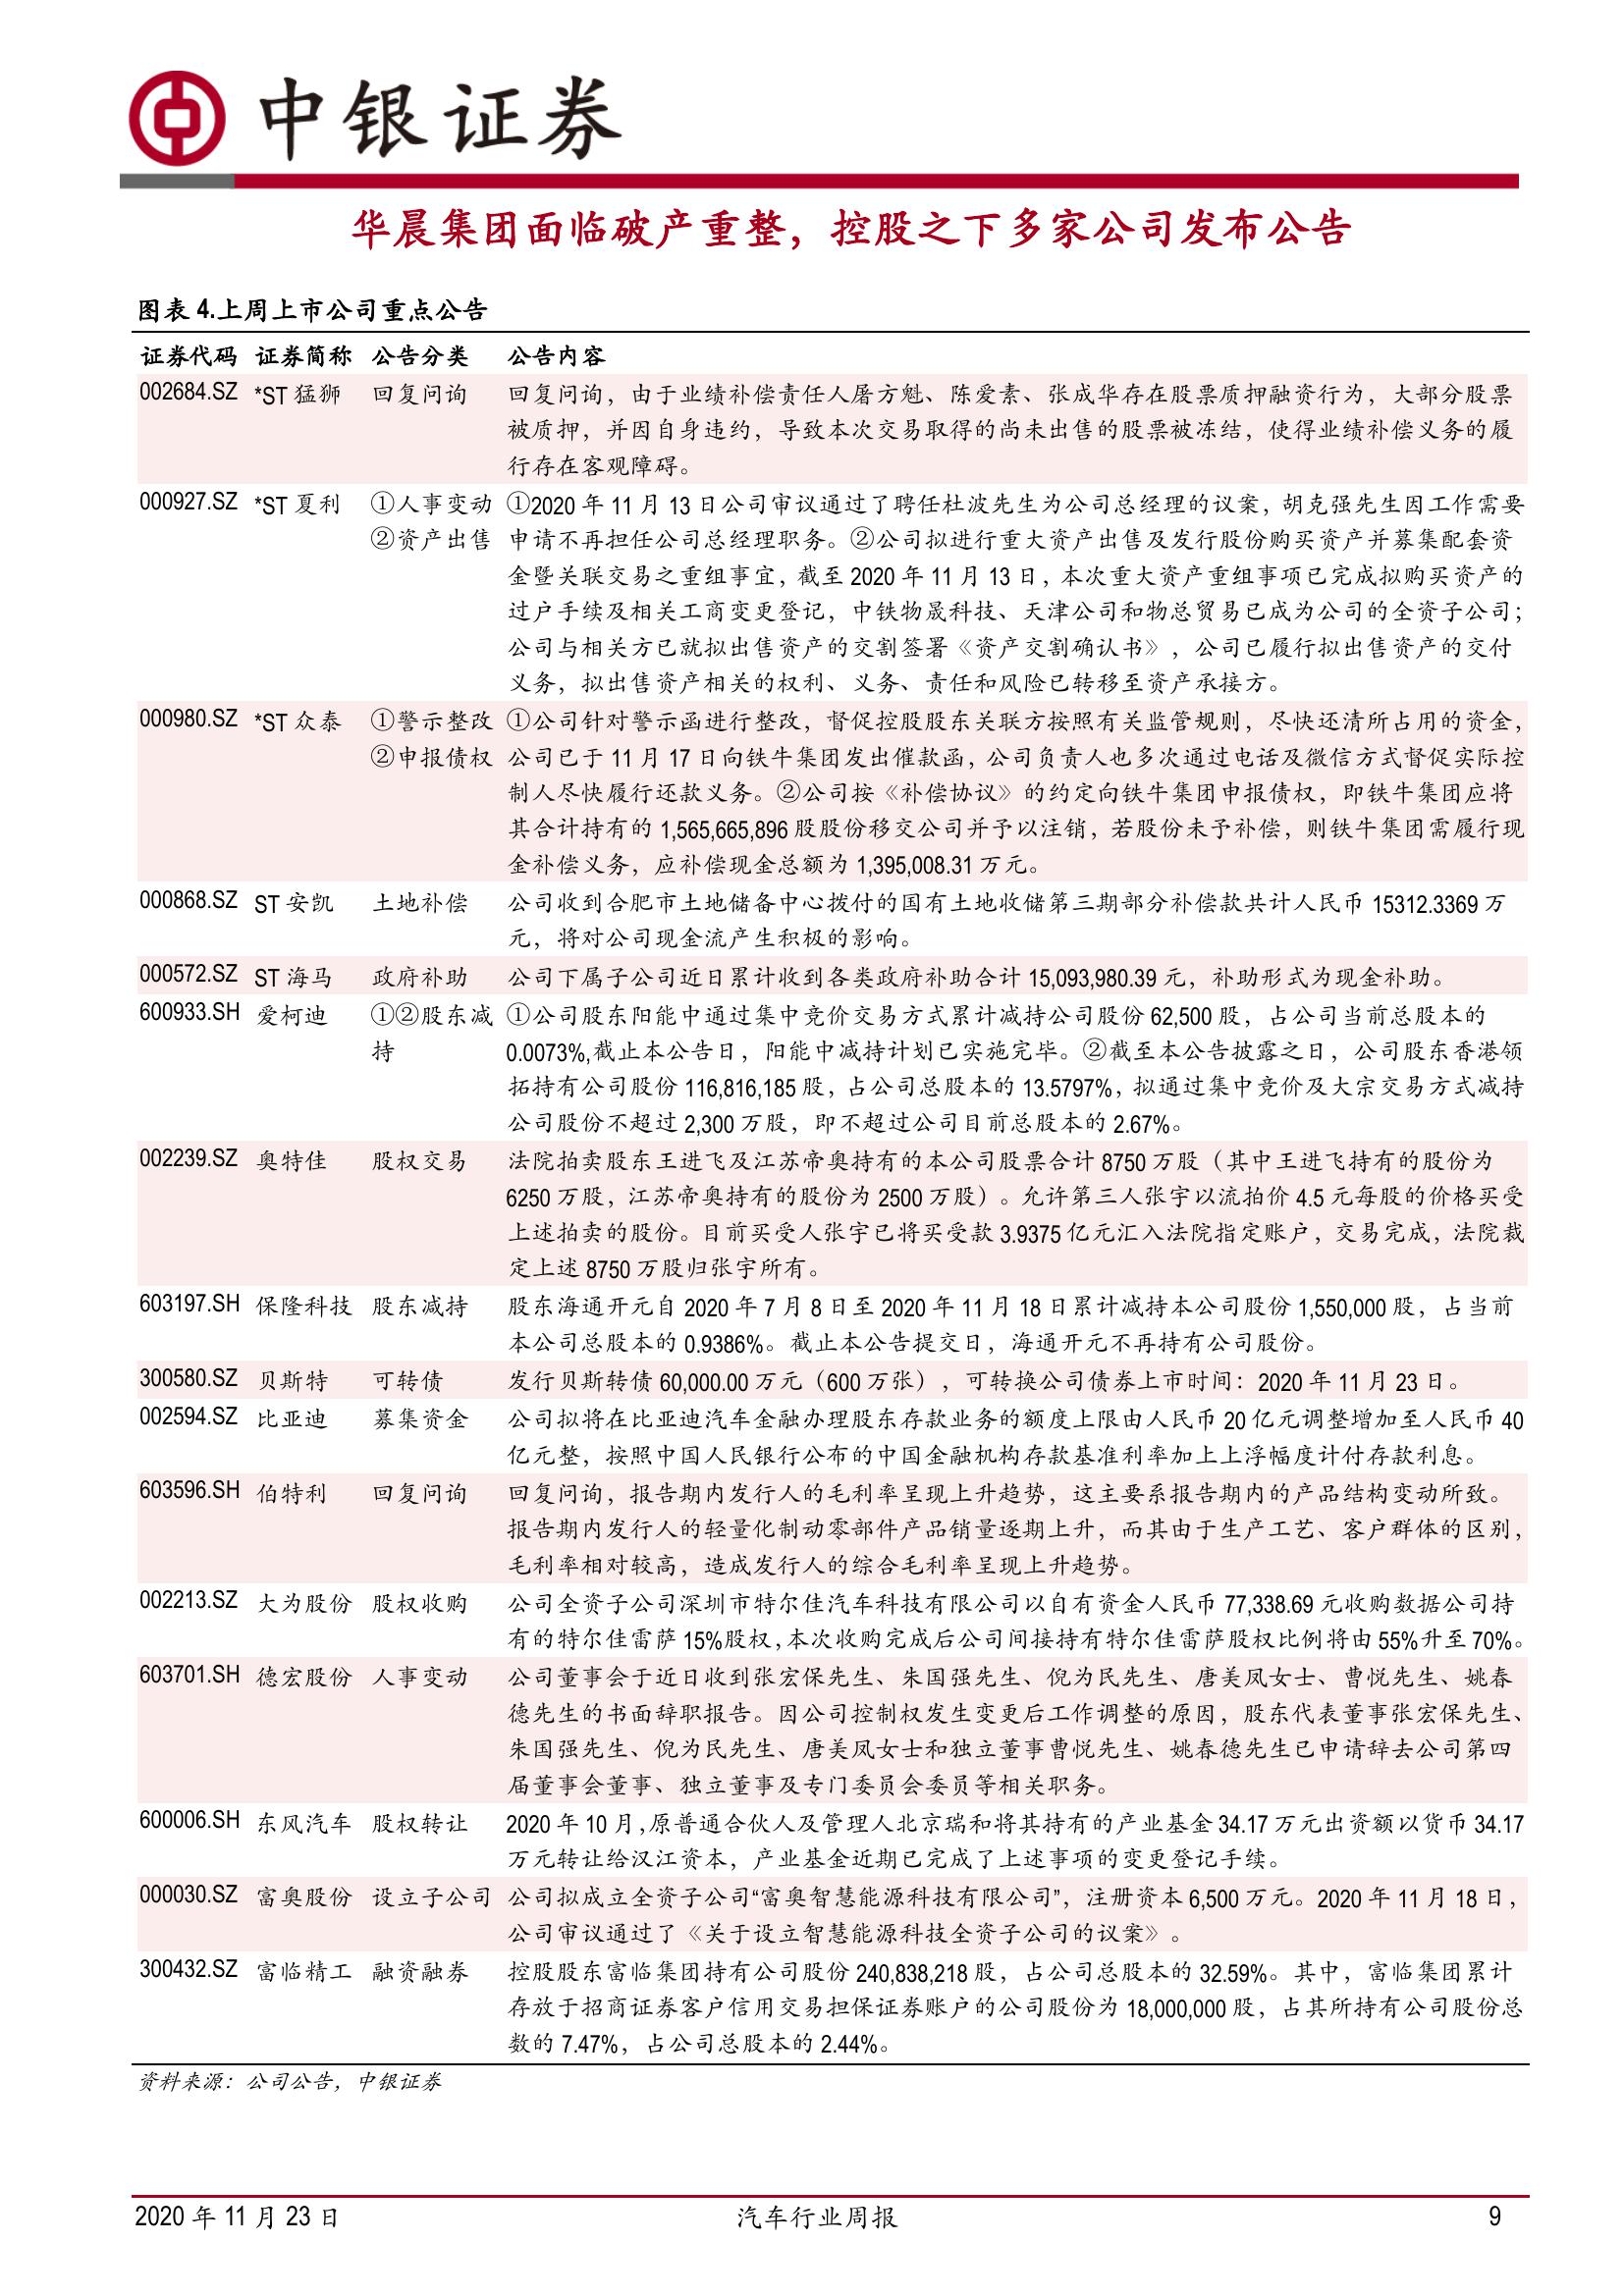 中银证券
华晨集团面临破产重整，控股之下多家公司发布公告
图表 4.上周上市公司重点公告
证券代码 证券简称 公告分类 公告内容
002684.SZ *ST 猛狮 回复问询 回复问询，由于业绩补偿责任人屠方魁、陈爱素、张成华存在股票质押融资行为，大部分股票
被质押，并因自身违约，导致本次交易取得的尚未出售的股票被冻结，使得业绩补偿义务的履
行存在客观障碍。
000927.SZ *ST 夏利 ①人事变动 ①2020 年 11 月 13 日公司审议通过了聘任杜波先生为公司总经理的议案，胡克强先生因工作需要
②资产出售 申请不再担任公司总经理职务。②公司拟进行重大资产出售及发行股份购买资产并募集配套资
金暨关联交易之重组事宜，截至 2020 年 11 月 13 日，本次重大资产重组事项已完成拟购买资产的
过户手续及相关工商变更登记，中铁物晟科技、天津公司和物总贸易已成为公司的全资子公司；
公司与相关方已就拟出售资产的交割签署《资产交割确认书》，公司已履行拟出售资产的交付
义务，拟出售资产相关的权利、义务、责任和风险已转移至资产承接方。
000980.SZ *ST 众泰 ①警示整改 ①公司针对警示函进行整改，督促控股股东关联方按照有关监管规则，尽快还清所占用的资金，
②申报债权 公司已于 11 月 17 日向铁牛集团发出催款函，公司负责人也多次通过电话及微信方式督促实际控
制人尽快履行还款义务。②公司按《补偿协议》的约定向铁牛集团申报债权，即铁牛集团应将
其合计持有的 1,565,665,896 股股份移交公司并予以注销，若股份未予补偿，则铁牛集团需履行现
金补偿义务，应补偿现金总额为 1,395,008.31 万元。
000868.SZ ST 安凯 土地补偿 公司收到合肥市土地储备中心拨付的国有土地收储第三期部分补偿款共计人民币 15312.3369 万
元，将对公司现金流产生积极的影响。
000572.SZ ST 海马 政府补助 公司下属子公司近日累计收到各类政府补助合计 15,093,980.39 元，补助形式为现金补助。
600933.SH 爱柯迪 ①②股东减 ①公司股东阳能中通过集中竞价交易方式累计减持公司股份 62,500 股，占公司当前总股本的
持 0.0073%,截止本公告日，阳能中减持计划已实施完毕。②截至本公告披露之日，公司股东香港领
拓持有公司股份 116,816,185 股，占公司总股本的 13.5797%，拟通过集中竞价及大宗交易方式减持
公司股份不超过 2,300 万股，即不超过公司目前总股本的 2.67%。
002239.SZ 奥特佳 股权交易 法院拍卖股东王进飞及江苏帝奥持有的本公司股票合计 8750 万股（其中王进飞持有的股份为
6250 万股，江苏帝奥持有的股份为 2500 万股）。允许第三人张宇以流拍价 4.5 元每股的价格买受
上述拍卖的股份。目前买受人张宇已将买受款 3.9375 亿元汇入法院指定账户，交易完成，法院裁
定上述 8750 万股归张宇所有。
603197.SH 保隆科技 股东减持 股东海通开元自 2020 年 7 月 8 日至 2020 年 11 月 18 日累计减持本公司股份 1,550,000 股，占当前
本公司总股本的 0.9386%。截止本公告提交日，海通开元不再持有公司股份。
300580.SZ 贝斯特 可转债 发行贝斯转债 60,000.00 万元（600 万张），可转换公司债券上市时间：2020 年 11 月 23 日。
002594.SZ 比亚迪 募集资金 公司拟将在比亚迪汽车金融办理股东存款业务的额度上限由人民币 20 亿元调整增加至人民币 40
亿元整，按照中国人民银行公布的中国金融机构存款基准利率加上上浮幅度计付存款利息。
603596.SH 伯特利 回复问询 回复问询，报告期内发行人的毛利率呈现上升趋势，这主要系报告期内的产品结构变动所致。
报告期内发行人的轻量化制动零部件产品销量逐期上升，而其由于生产工艺、客户群体的区别，
毛利率相对较高，造成发行人的综合毛利率呈现上升趋势。
002213.SZ 大为股份 股权收购 公司全资子公司深圳市特尔佳汽车科技有限公司以自有资金人民币 77,338.69 元收购数据公司持
有的特尔佳雷萨 15%股权，本次收购完成后公司间接持有特尔佳雷萨股权比例将由 55%升至 70%。
603701.SH 德宏股份 人事变动 公司董事会于近日收到张宏保先生、朱国强先生、倪为民先生、唐美凤女士、曹悦先生、姚春
德先生的书面辞职报告。因公司控制权发生变更后工作调整的原因，股东代表董事张宏保先生、
朱国强先生、倪为民先生、唐美凤女士和独立董事曹悦先生、姚春德先生已申请辞去公司第四
届董事会董事、独立董事及专门委员会委员等相关职务。
600006.SH 东风汽车 股权转让 2020 年 10 月，原普通合伙人及管理人北京瑞和将其持有的产业基金 34.17 万元出资额以货币 34.17
万元转让给汉江资本，产业基金近期已完成了上述事项的变更登记手续。
000030.SZ 富奥股份 设立子公司 公司拟成立全资子公司“富奥智慧能源科技有限公司”，注册资本 6,500 万元。2020 年 11 月 18 日，
公司审议通过了《关于设立智慧能源科技全资子公司的议案》。
300432.SZ 富临精工 融资融券 控股股东富临集团持有公司股份 240,838,218 股，占公司总股本的 32.59%。其中，富临集团累计
存放于招商证券客户信用交易担保证券账户的公司股份为 18,000,000 股，占其所持有公司股份总
数的 7.47%，占公司总股本的 2.44%。
资料来源：公司公告，中银证券
2020 年 11 月 23 日 汽车行业周报 9